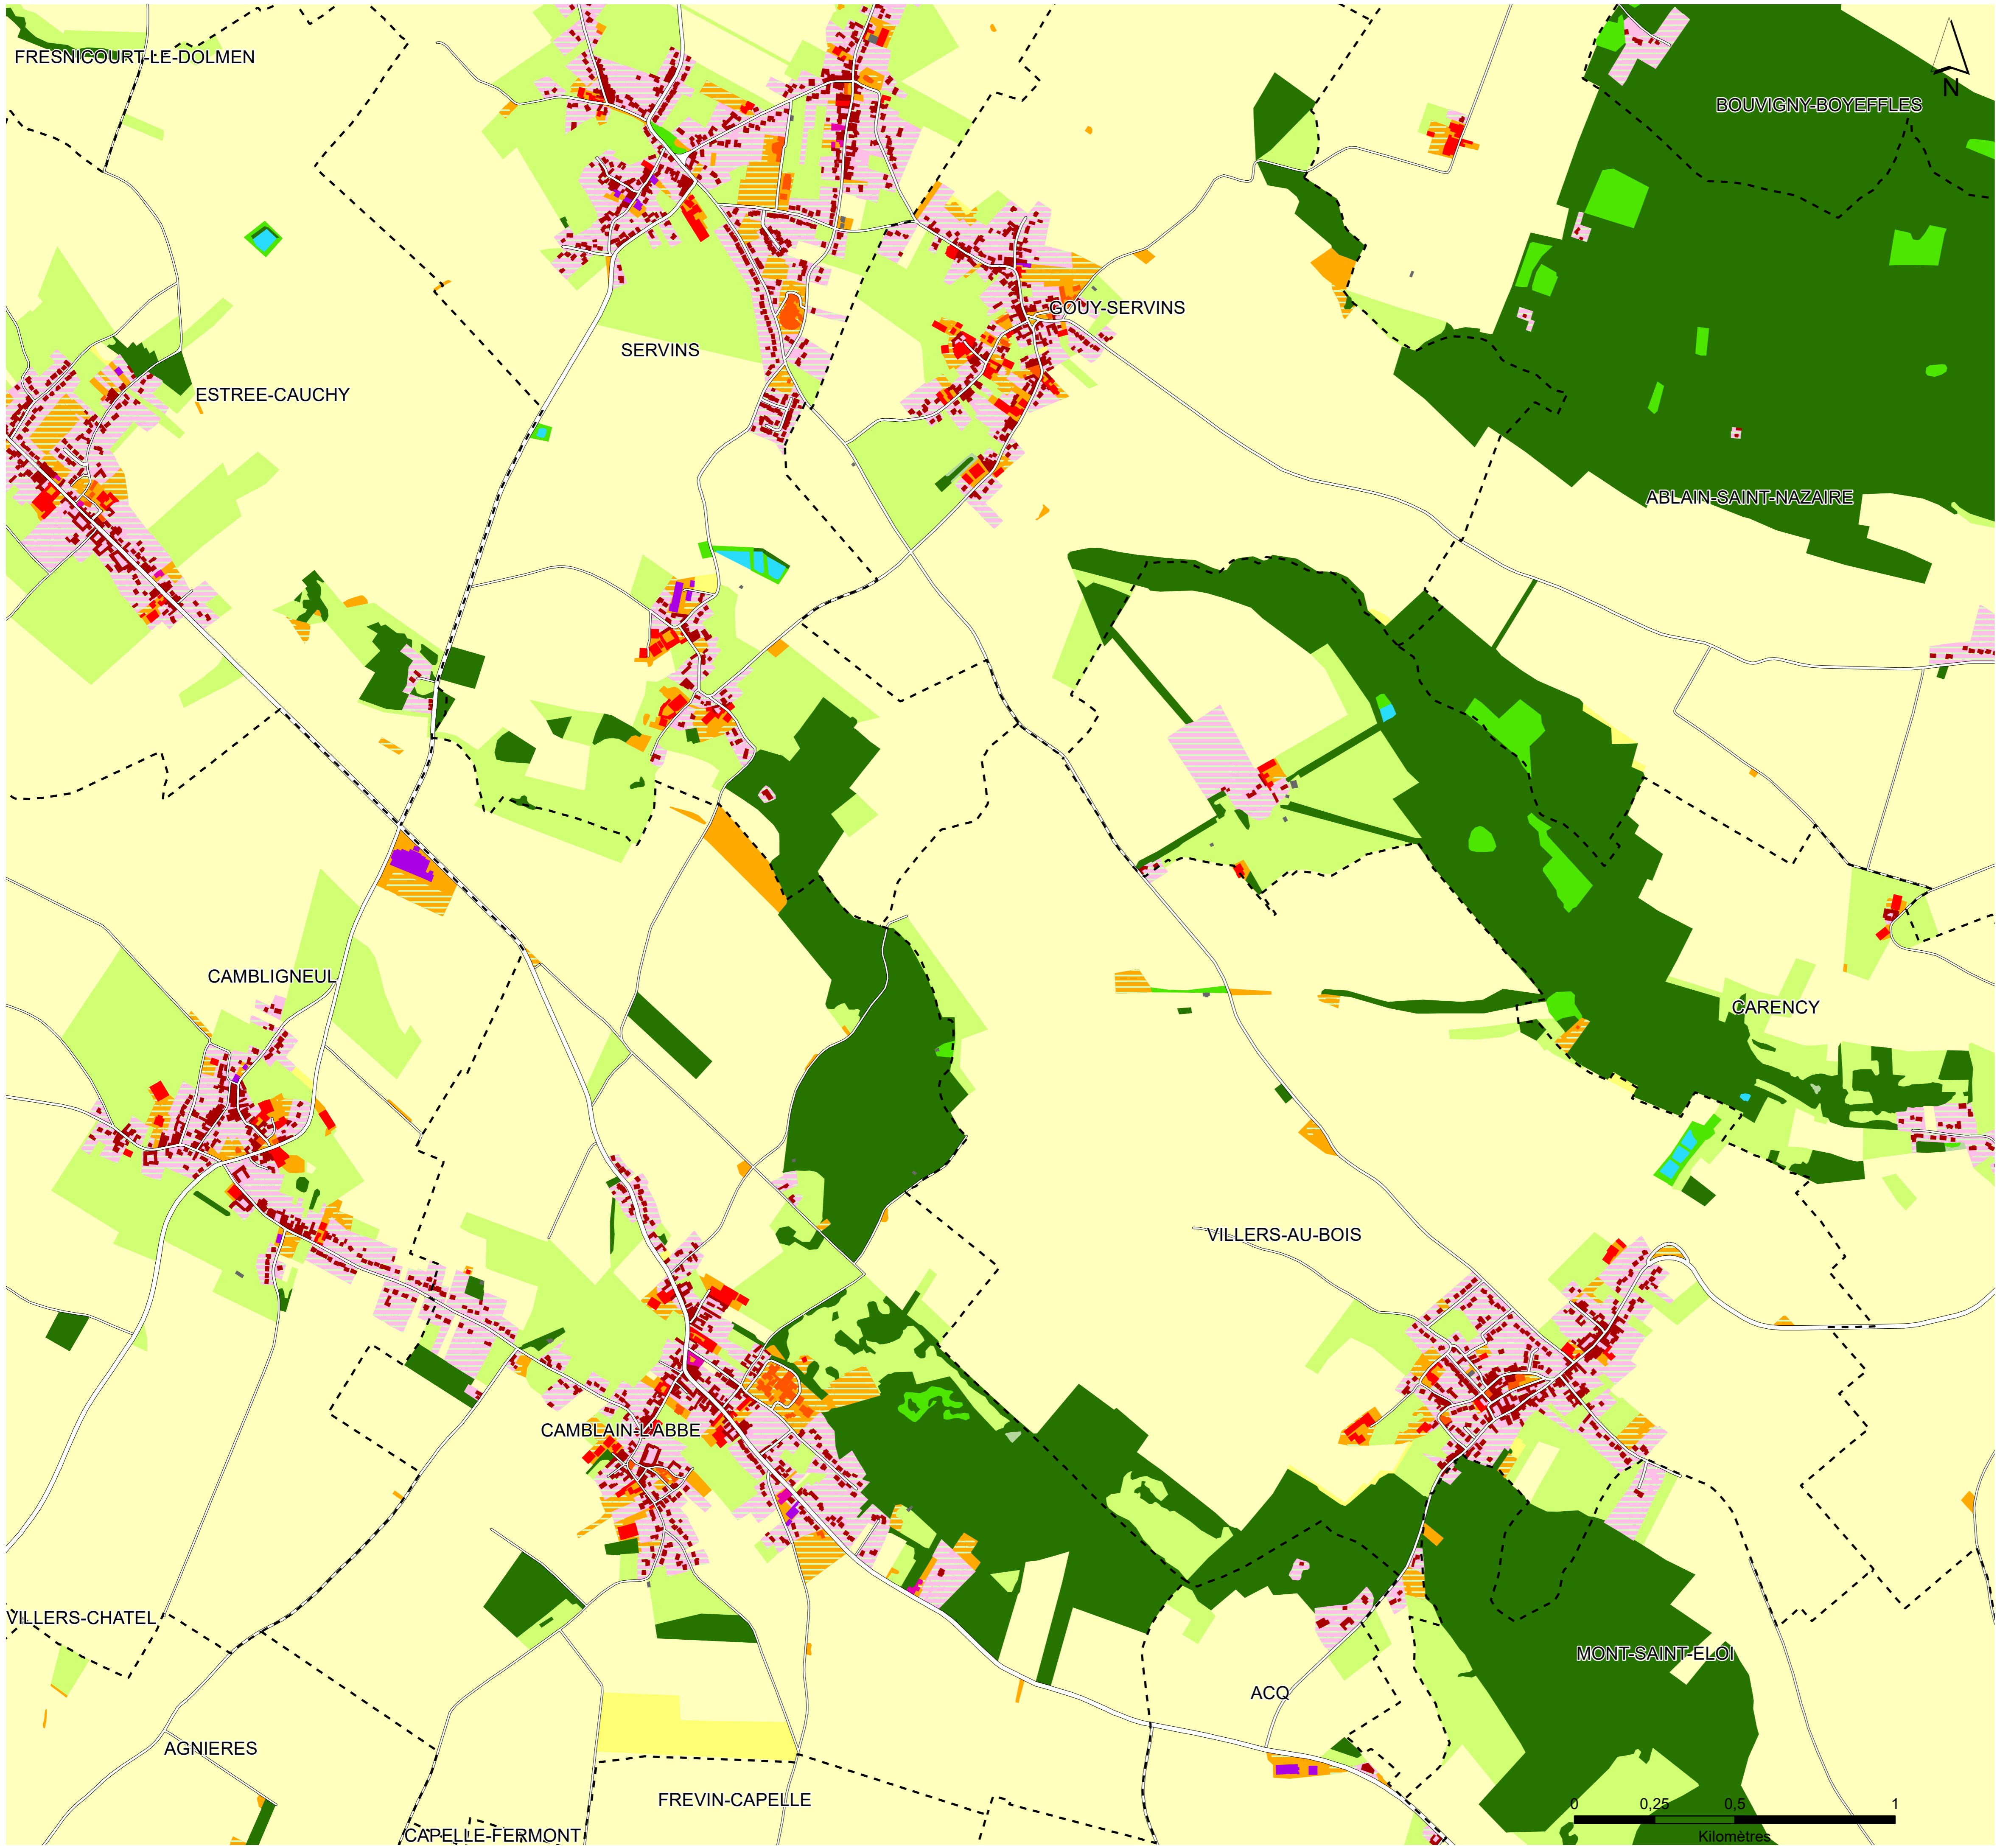 FRESNICOURT-LE-DOLMEN
N
BOUVIGNY-BOYEFFLES
GOUY-SERVINS
SERVINS
ESTREE-CAUCHY
ABLAIN-SAINT-NAZAIRE
CAMBLIGNEUL
CARENCY
VILLERS-AU-BOIS
CAMBLAIN-L'ABBE
VILLERS-CHATEL
MONT-SAINT-ELOI
ACQ
AGNIERES
FREVIN-CAPELLE
0 0,25 0,5 1
CAPELLE-FERMONT
Kilomètres